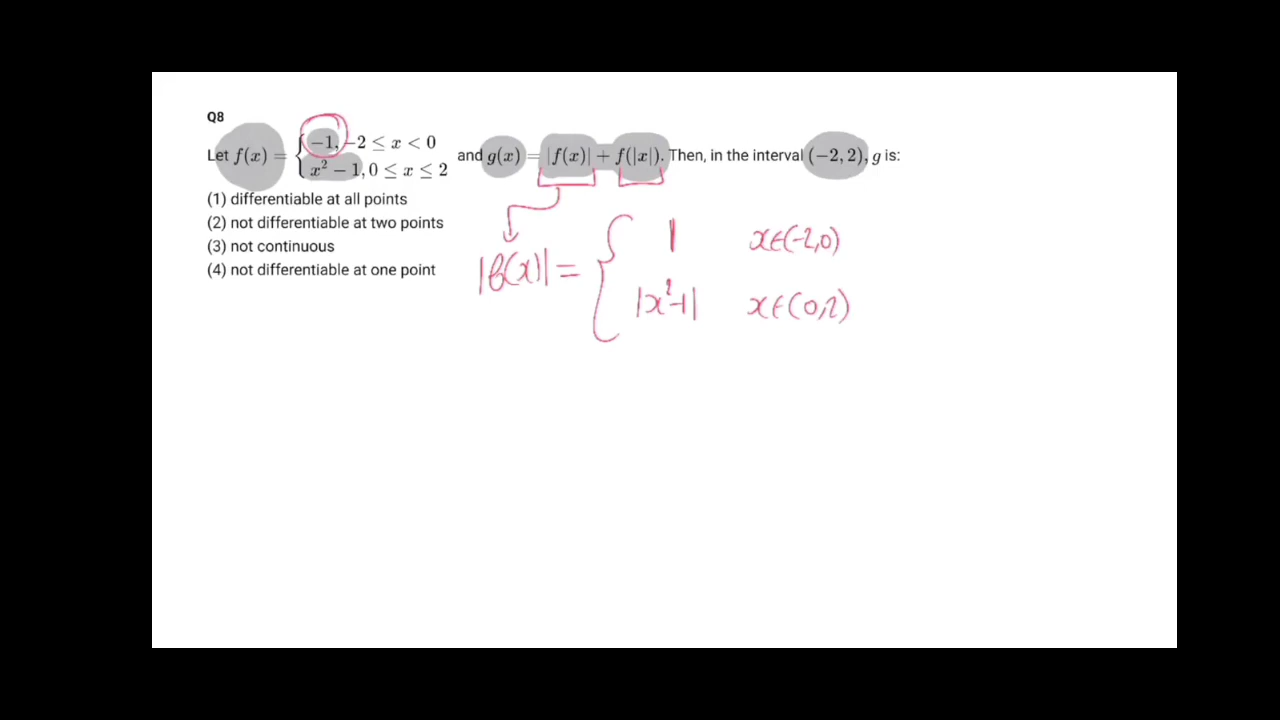 Q8
Let f(x) = { −1, −2 ≤ x < 0
x² − 1, 0 ≤ x ≤ 2 and g(x) = |f(x)| + f(|x|). Then, in the interval (−2, 2), g is:
(1) differentiable at all points
(2) not differentiable at two points
(3) not continuous
(4) not differentiable at one point
|f(x)| = { 1 x∈(-2,0)
|x²-1| x∈(0,2)